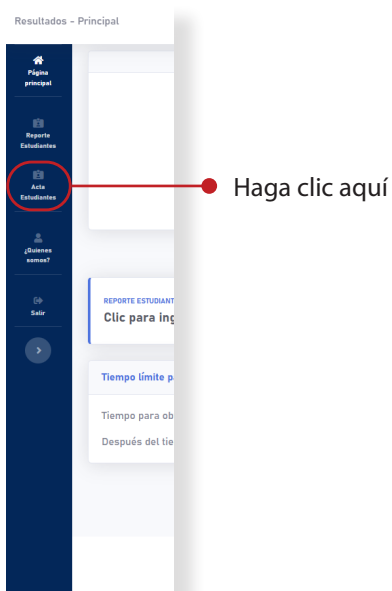 Resultados - Principal
Página
principal
Reporte
Estudiantes
Acta
Estudiantes
Haga clic aquí
¿Quienes
somos?
Salir
REPORTE ESTUDIANT
Clic para ing
Tiempo límite p
Tiempo para ob
Después del tie